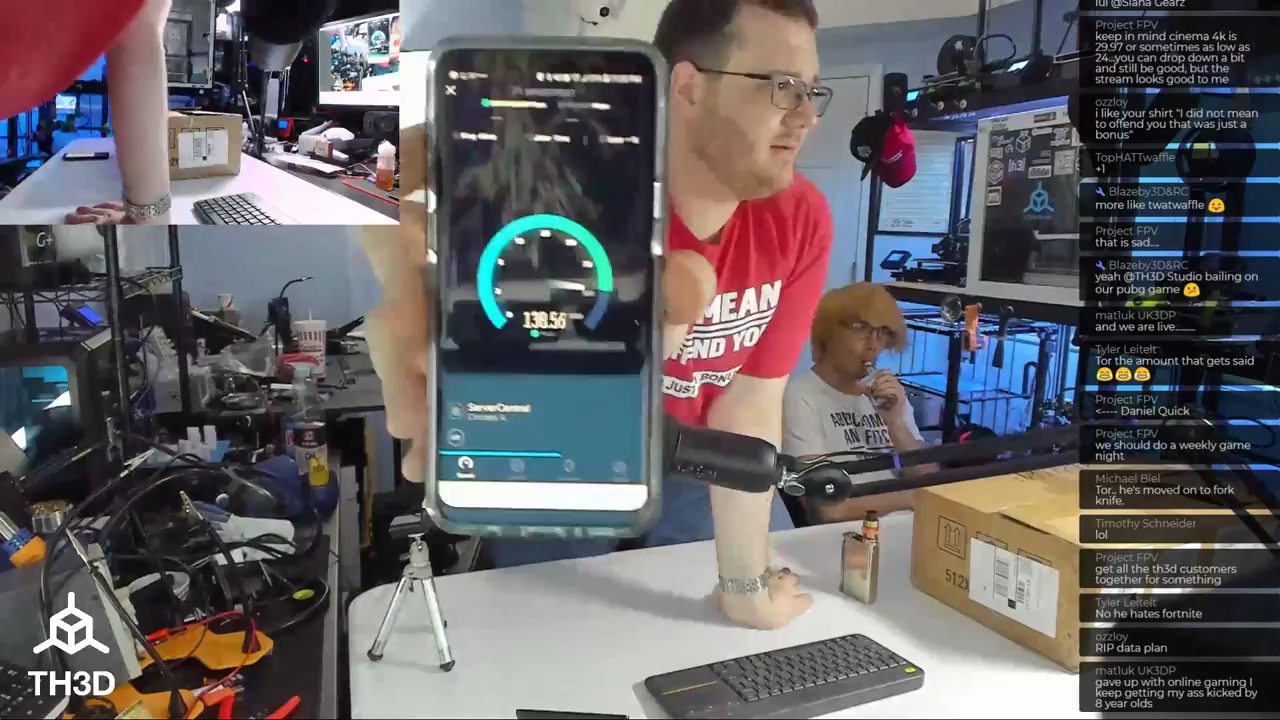 lul @Siana Gearz
Project FPV
keep in mind cinema 4k is
29.97 or sometimes as low as
24...you can drop down a bit
and still be good, but the
stream looks good to me
ozzloy
i like your shirt "I did not mean
to offend you that was just a
bonus"
TopHATTwaffle
+1
Blazeby3D&RC
more like twatwaffle
Project FPV
that is sad....
Blazeby3D&RC
yeah @TH3D Studio bailing on
our pubg game
matluk UK3DP
and we are live..........
Tyler Leitelt
Tor the amount that gets said
Project FPV
<---- Daniel Quick
Project FPV
we should do a weekly game
night
Michael Biel
Tor.. he's moved on to fork
knife.
Timothy Schneider
lol
Project FPV
get all the th3d customers
together for something
Tyler Leitelt
No he hates fortnite
ozzloy
RIP data plan
matluk UK3DP
gave up with online gaming I
keep getting my ass kicked by
8 year olds
138.56
ServerCentral
MEAN
JUST
AN
512
G+
TH3D